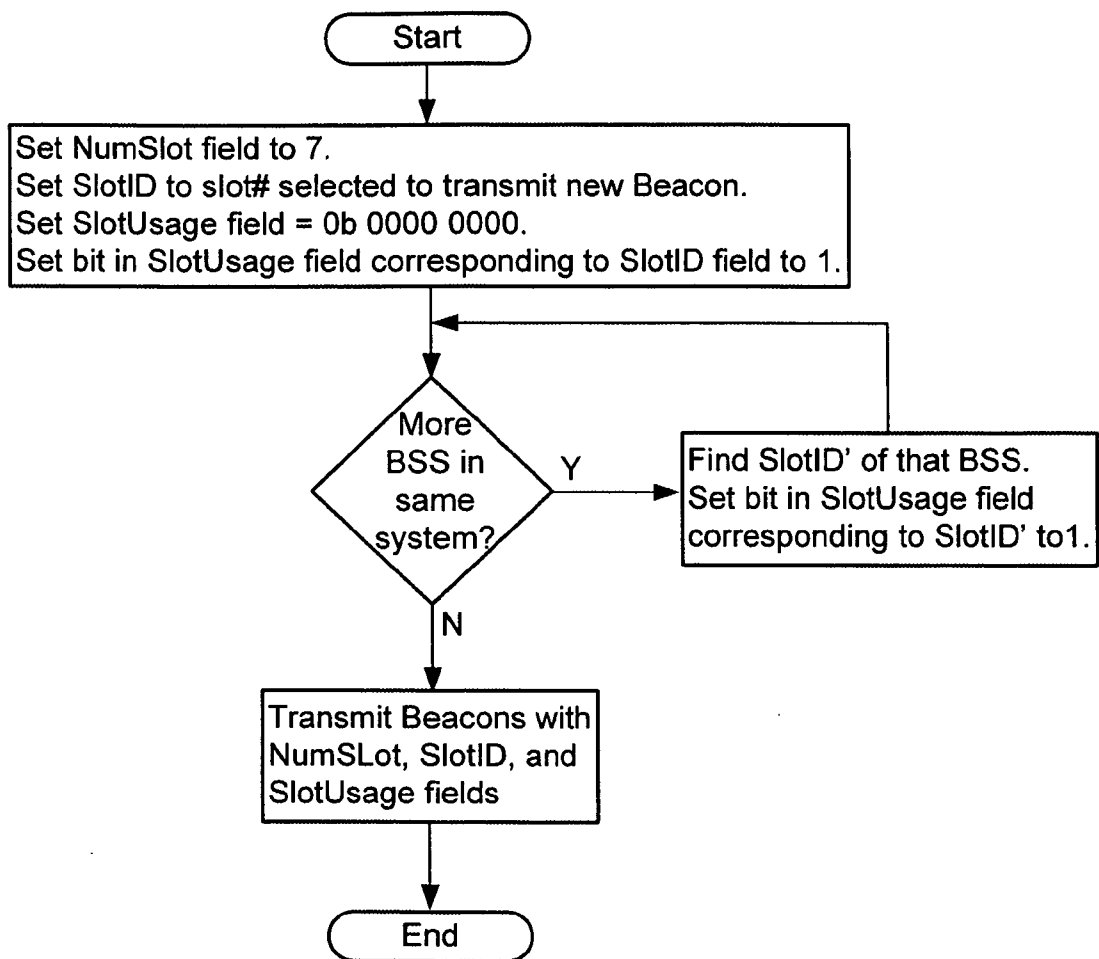 Start
Set NumSlot field to 7.
Set SlotID to slot# selected to transmit new Beacon.
Set SlotUsage field = 0b 0000 0000.
Set bit in SlotUsage field corresponding to SlotID field to 1.
More
BSS in
same
system?
Y
Find SlotID’ of that BSS.
Set bit in SlotUsage field
corresponding to SlotID’ to1.
N
Transmit Beacons with
NumSLot, SlotID, and
SlotUsage fields
End